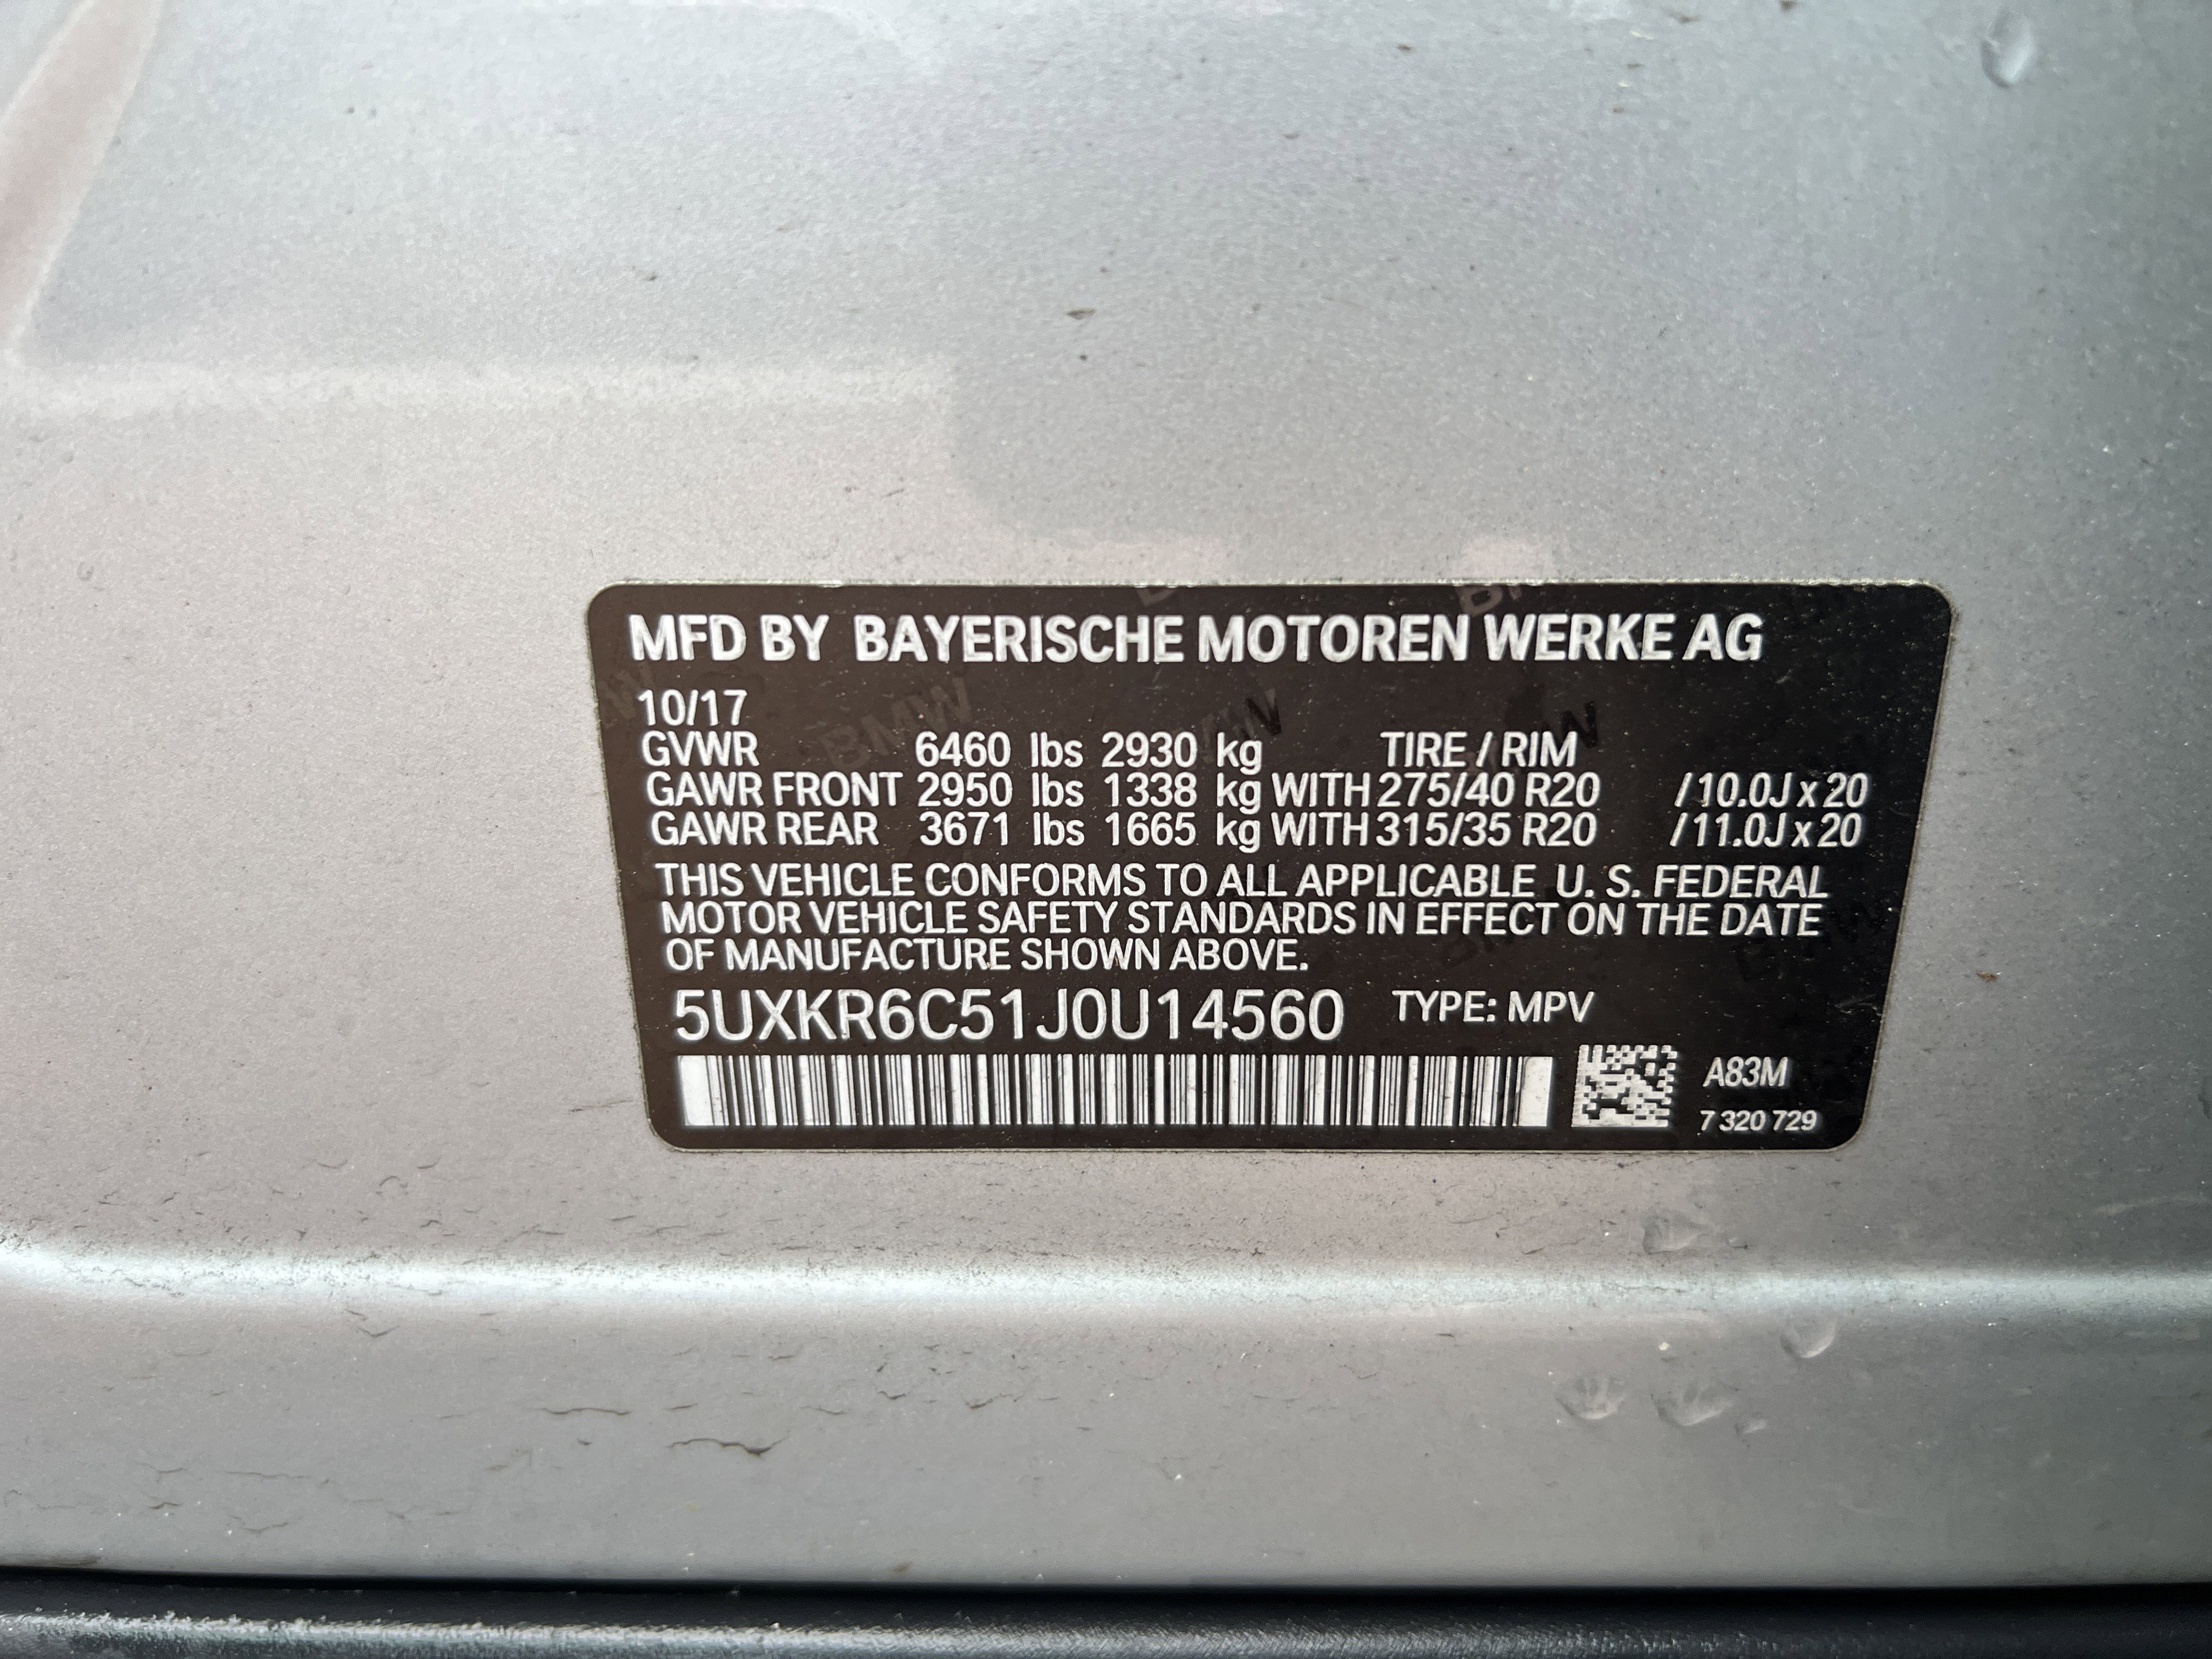 MFD BY BAYERISCHE MOTOREN WERKE AG
10/17
GVWR 6460 lbs 2930 kg TIRE / RIM
GAWR FRONT 2950 lbs 1338 kg WITH 275/40 R20 / 10.0J x 20
GAWR REAR 3671 lbs 1665 kg WITH 315/35 R20 / 11.0J x 20
THIS VEHICLE CONFORMS TO ALL APPLICABLE U. S. FEDERAL
MOTOR VEHICLE SAFETY STANDARDS IN EFFECT ON THE DATE
OF MANUFACTURE SHOWN ABOVE.
5UXKR6C51J0U14560 TYPE: MPV
A83M
7 320 729